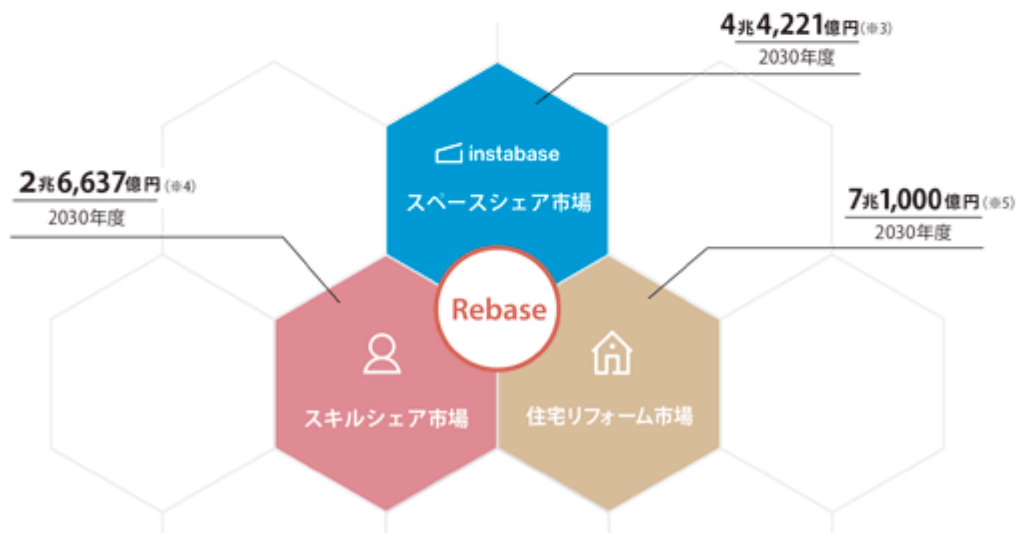 4兆4,221億円(※3)
2030年度
instabase
スペースシェア市場
2兆6,637億円(※4)
2030年度
7兆1,000億円(※5)
2030年度
Rebase
スキルシェア市場
住宅リフォーム市場